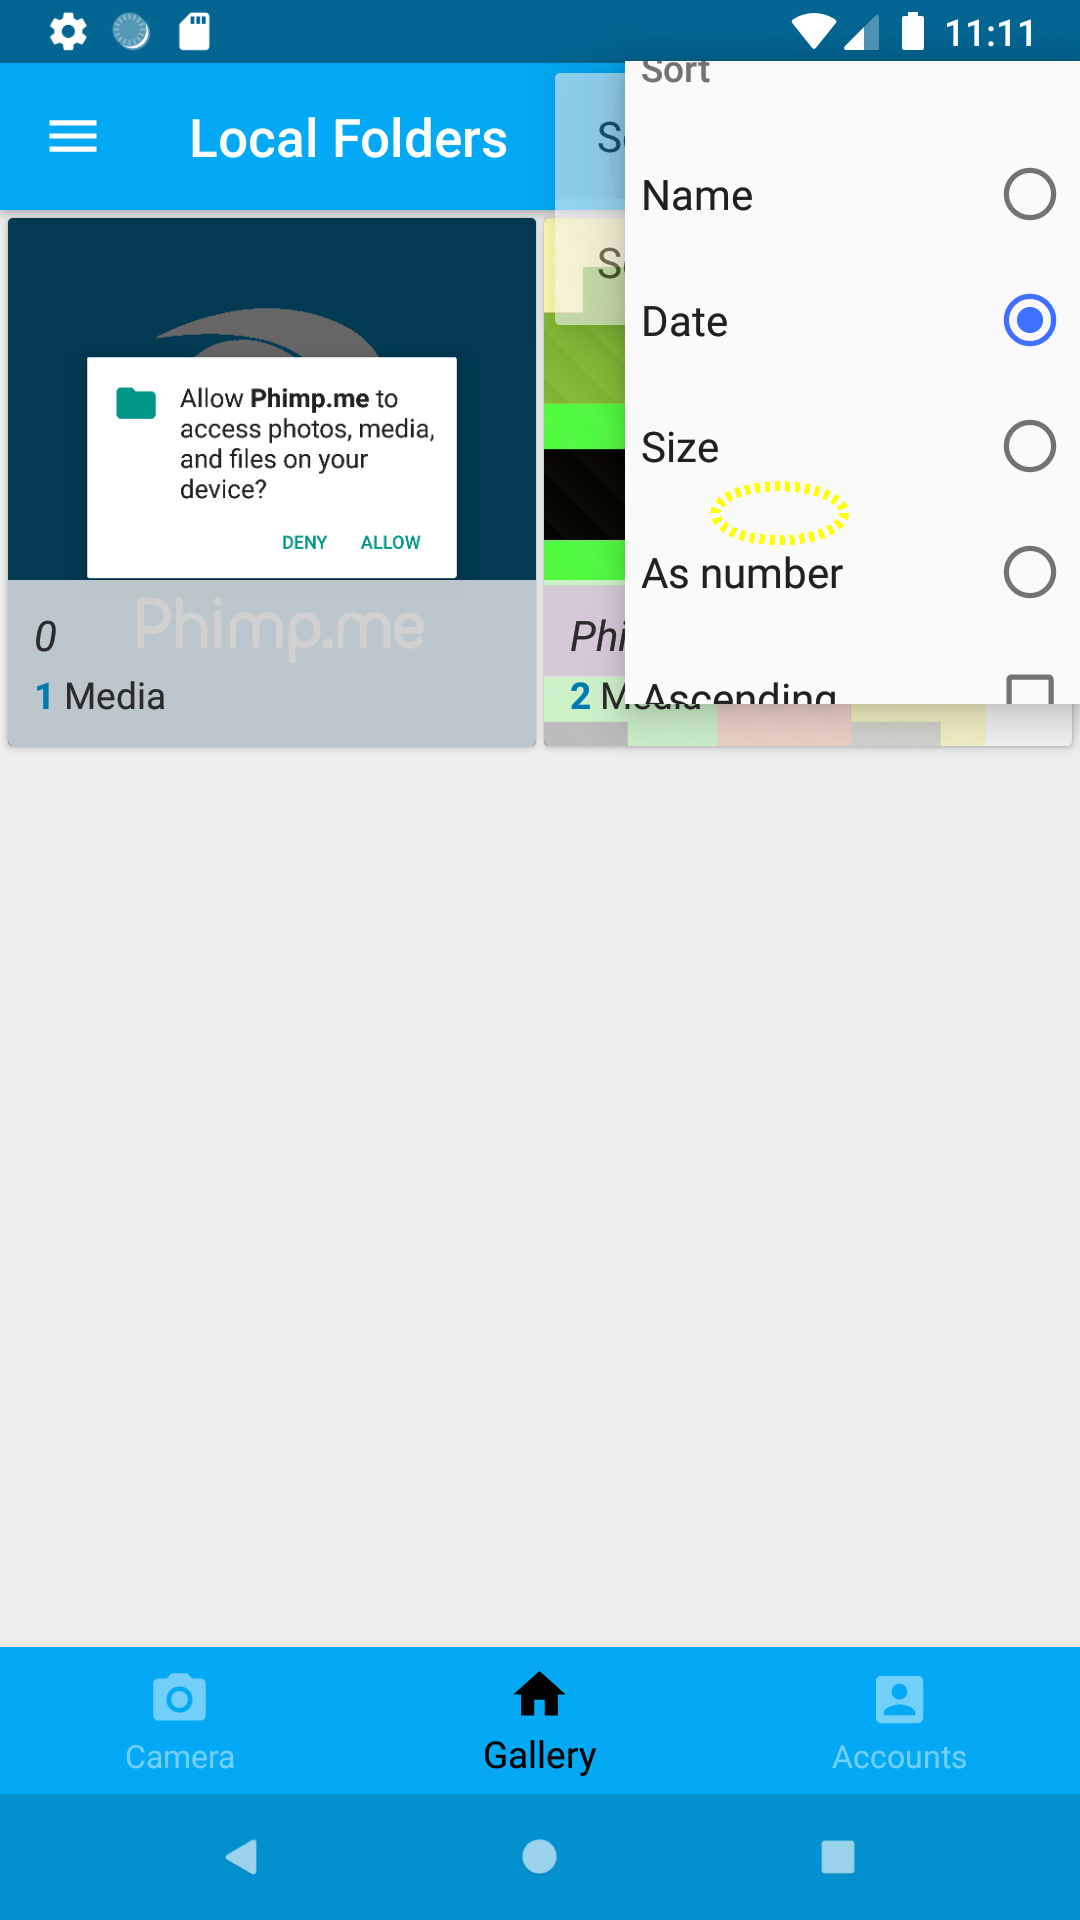 11:11
Local Folders
Sort
Name
Date
Size
As number
Ascending
Allow Phimp.me to
access photos, media,
and files on your
device?
DENY ALLOW
Phimp.me
0
1 Media
Phi
2 Media
Camera
Gallery
Accounts